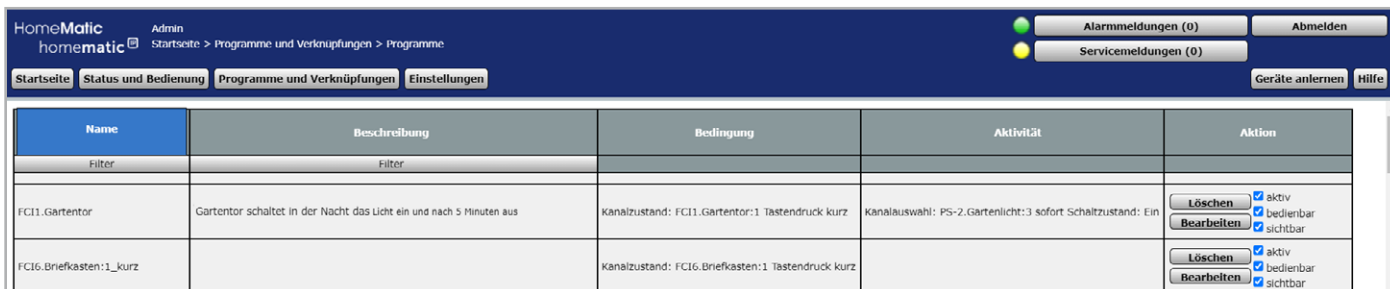 HomeMatic
homematic
Admin
Startseite > Programme und Verknüpfungen > Programme
Alarmmeldungen (0)
Abmelden
Servicemeldungen (0)
Startseite Status und Bedienung Programme und Verknüpfungen Einstellungen
Geräte anlernen Hilfe
Name Beschreibung Bedingung Aktivität Aktion
Filter Filter
FCI1.Gartentor Gartentor schaltet in der Nacht das Licht ein und nach 5 Minuten aus Kanalzustand: FCI1.Gartentor:1 Tastendruck kurz Kanalauswahl: PS-2.Gartenlicht:3 sofort Schaltzustand: Ein
Löschen aktiv
bedienbar
Bearbeiten sichtbar
FCI6.Briefkasten:1_kurz Kanalzustand: FCI6.Briefkasten:1 Tastendruck kurz
Löschen aktiv
bedienbar
Bearbeiten sichtbar